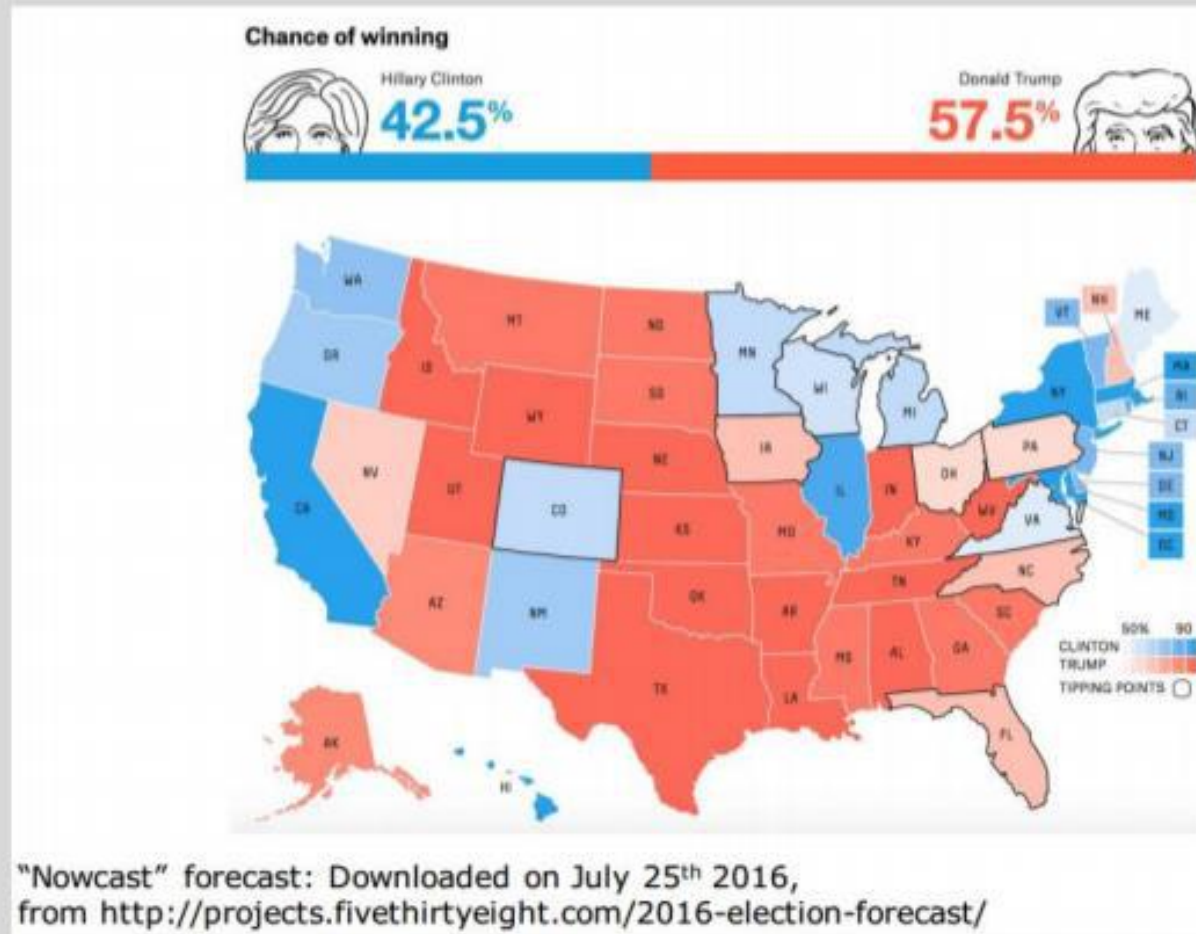 Chance of winning
Hillary Clinton
42.5%
Donald Trump
57.5%
WA
MT
ND
MN
VT
NH
ME
OR
ID
SD
WI
MI
NY
MA
RI
CT
WY
IA
PA
NJ
NV
NE
OH
DE
UT
CO
IL
IN
MD
DC
CA
KS
MO
WV
VA
KY
NC
AZ
NM
OK
AR
TN
SC
TX
LA
MS
AL
GA
FL
AK
HI
50% 90
CLINTON
TRUMP
TIPPING POINTS
“Nowcast” forecast: Downloaded on July 25th 2016,
from http://projects.fivethirtyeight.com/2016-election-forecast/